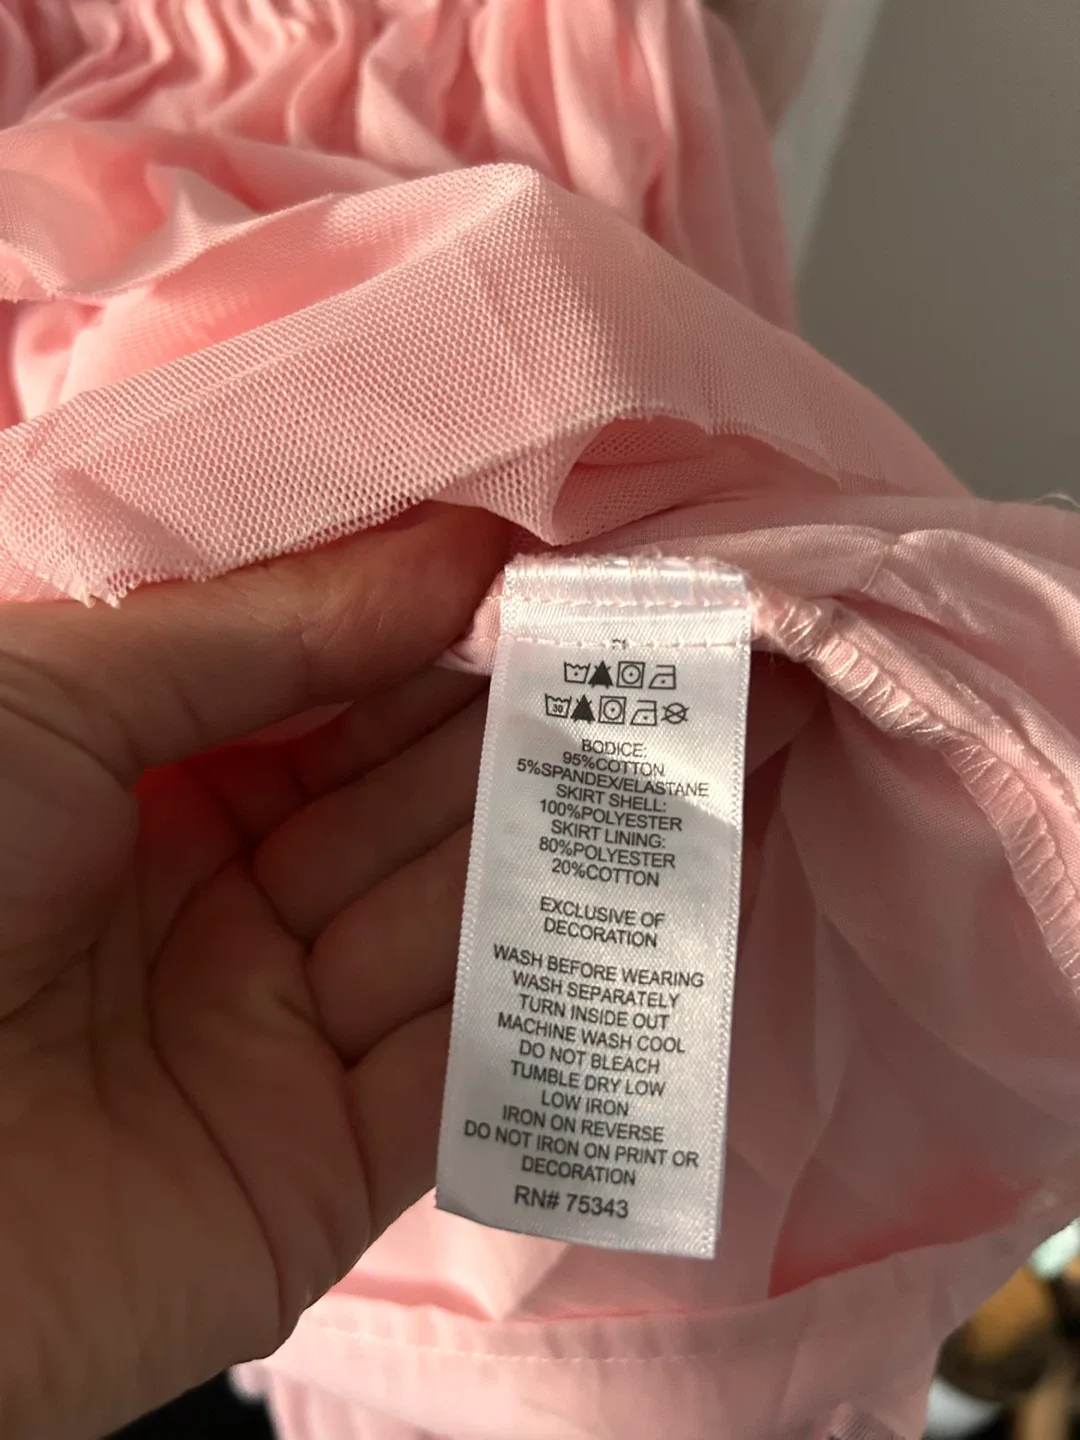 30
BODICE:
95%COTTON
5%SPANDEX/ELASTANE
SKIRT SHELL:
100%POLYESTER
SKIRT LINING:
80%POLYESTER
20%COTTON
EXCLUSIVE OF
DECORATION
WASH BEFORE WEARING
WASH SEPARATELY
TURN INSIDE OUT
MACHINE WASH COOL
DO NOT BLEACH
TUMBLE DRY LOW
LOW IRON
IRON ON REVERSE
DO NOT IRON ON PRINT OR
DECORATION
RN# 75343